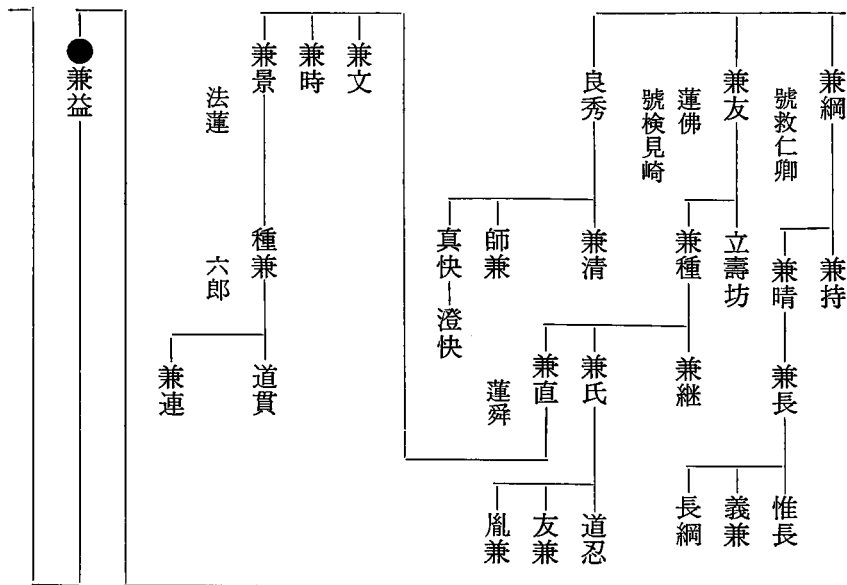 兼綱
號救仁卿
兼持
兼晴
兼長
惟長
義兼
長綱
兼友
蓮佛
號検見崎
立壽坊
兼種
兼継
兼氏
道忍
友兼
胤兼
兼直
蓮舜
良秀
兼清
師兼
真快
澄快
兼文
兼時
兼景
法蓮
種兼
六郎
道貫
兼連
兼益